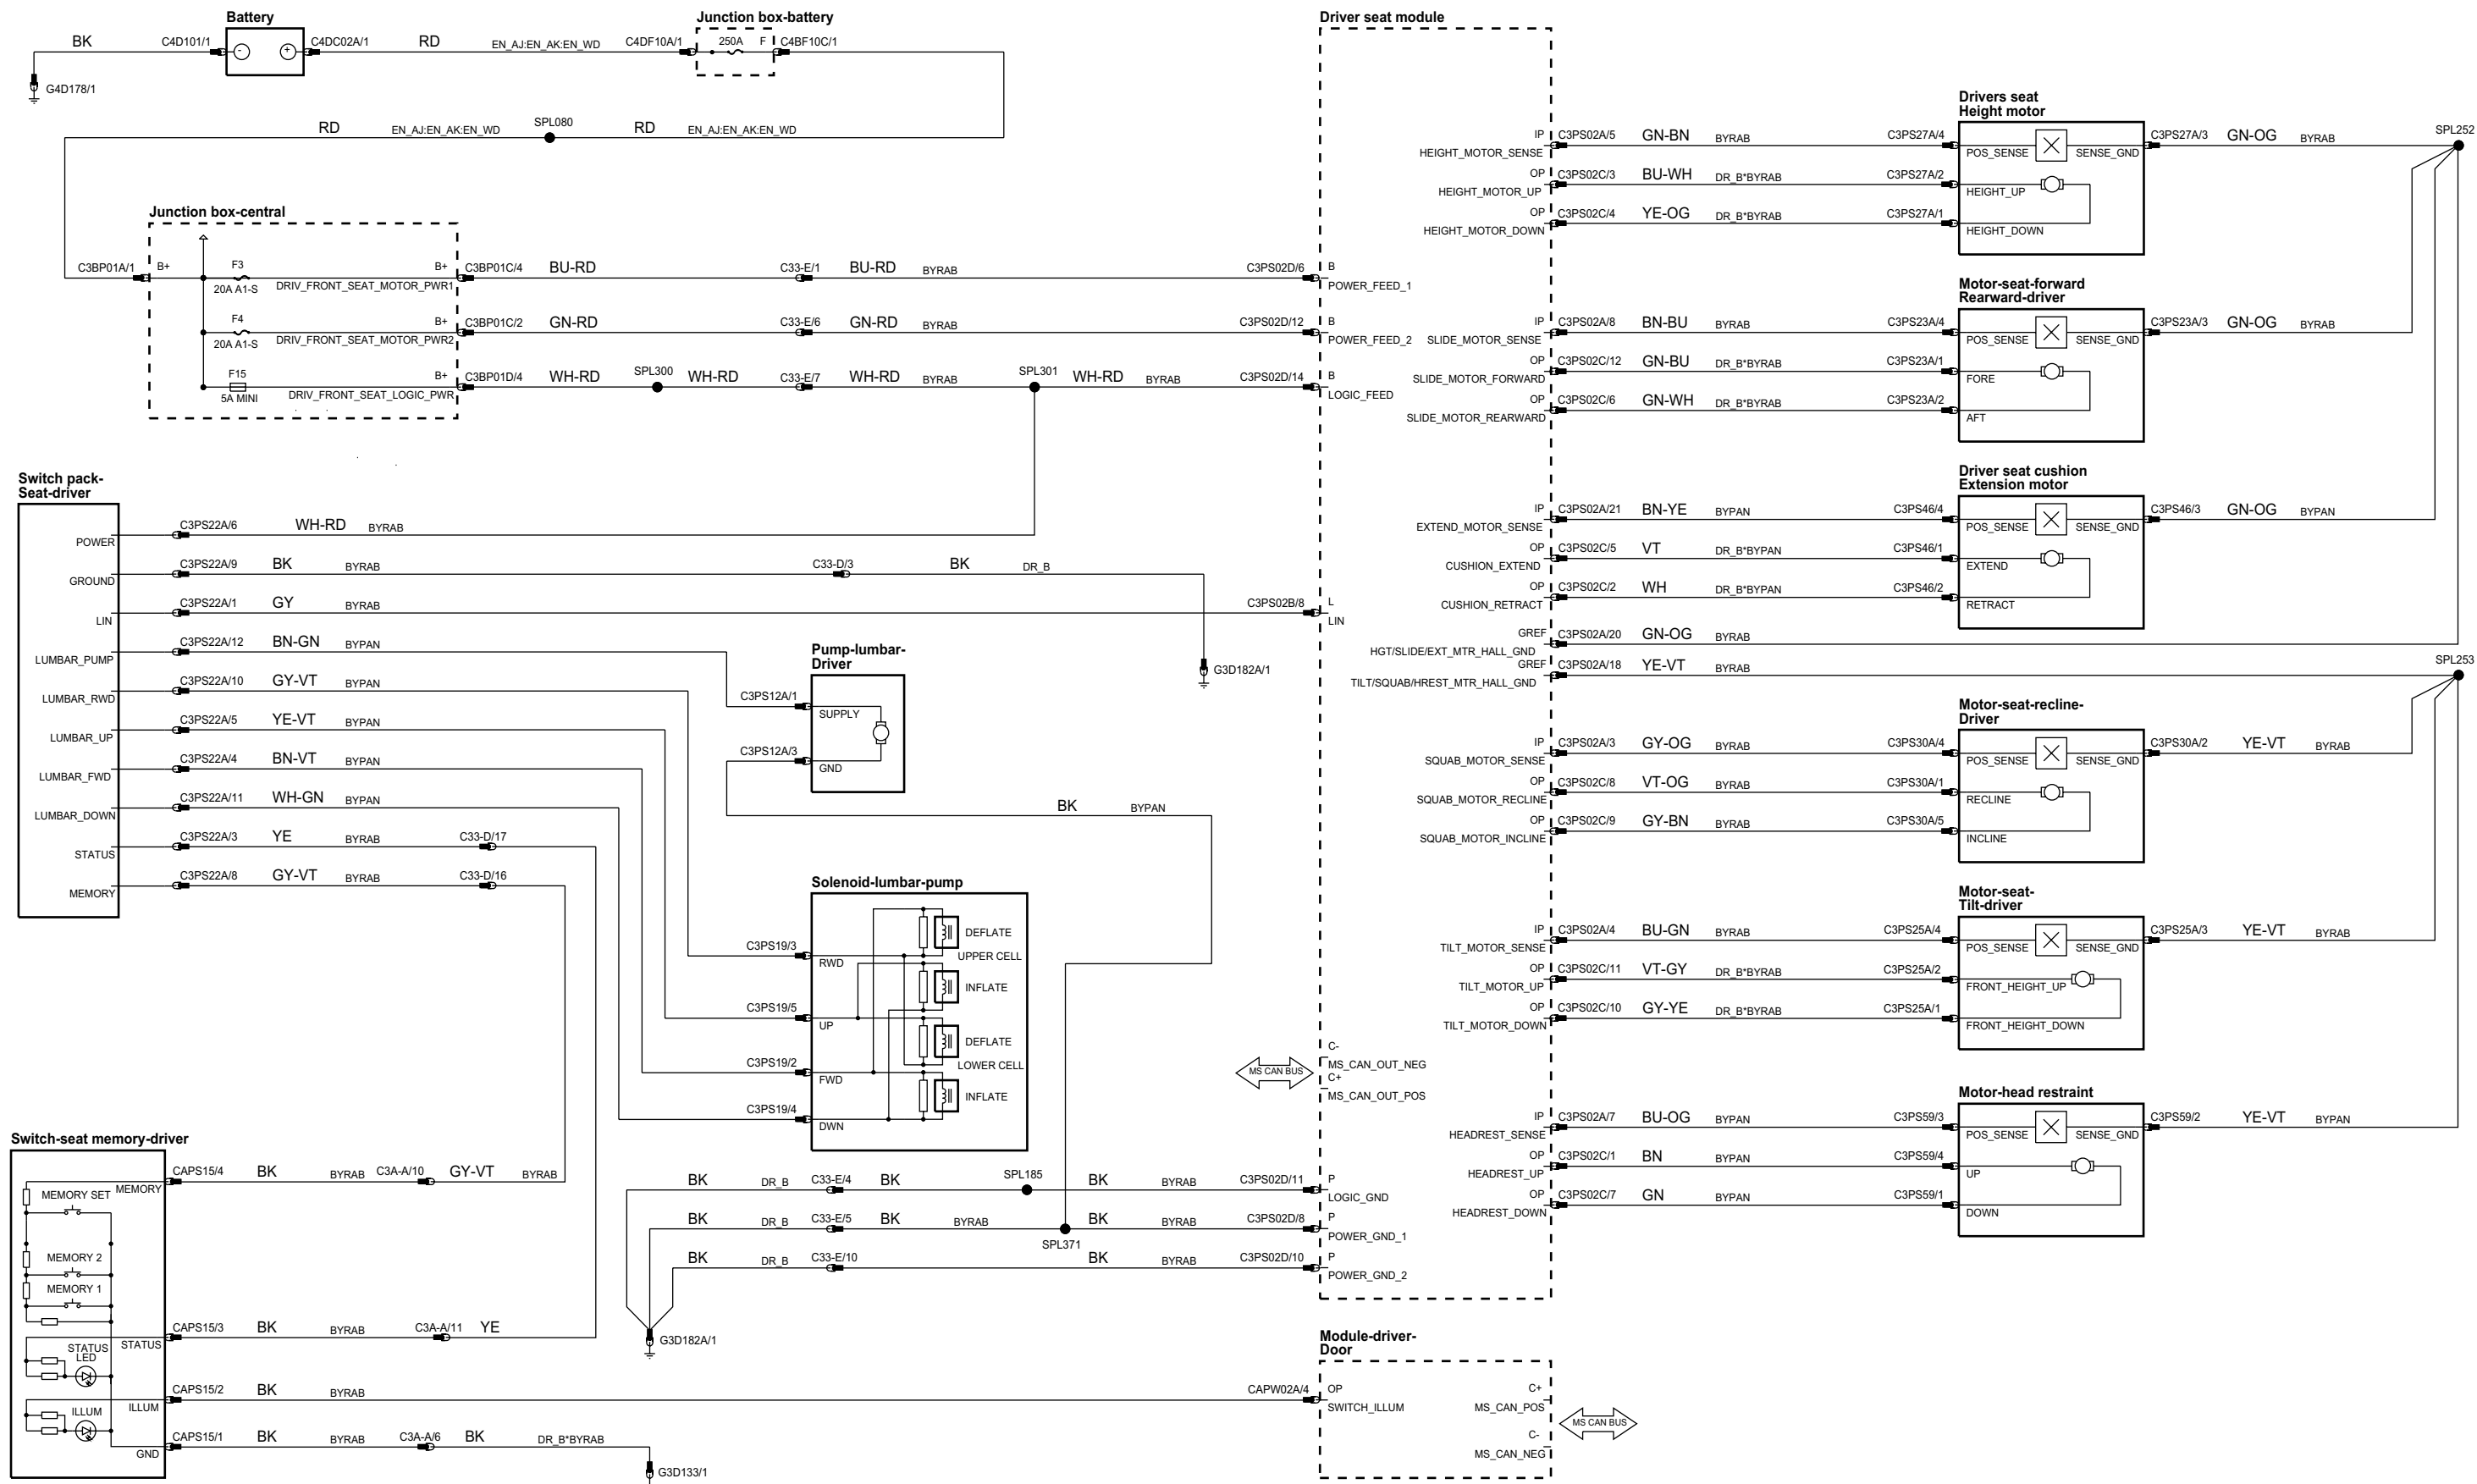 Battery
Junction box-battery
Driver seat module
BK
C4D101/1
-
+
C4DC02A/1
RD
EN_AJ:EN_AK:EN_WD
C4DF10A/1
250A
F
C4BF10C/1
G4D178/1
RD
EN_AJ:EN_AK:EN_WD
SPL080
RD
EN_AJ:EN_AK:EN_WD
Junction box-central
C3BP01A/1
B+
F3
20A A1-S
B+
DRIV_FRONT_SEAT_MOTOR_PWR1
C3BP01C/4
BU-RD
C33-E/1
BU-RD
BYRAB
C3PS02D/6
B
POWER_FEED_1
F4
20A A1-S
B+
DRIV_FRONT_SEAT_MOTOR_PWR2
C3BP01C/2
GN-RD
C33-E/6
GN-RD
BYRAB
C3PS02D/12
B
POWER_FEED_2
F15
5A MINI
B+
DRIV_FRONT_SEAT_LOGIC_PWR
C3BP01D/4
WH-RD
SPL300
WH-RD
C33-E/7
WH-RD
BYRAB
SPL301
WH-RD
BYRAB
C3PS02D/14
B
LOGIC_FEED
Switch pack-
Seat-driver
POWER
C3PS22A/6
WH-RD
BYRAB
GROUND
C3PS22A/9
BK
BYRAB
C33-D/3
BK
DR_B
G3D182A/1
LIN
C3PS22A/1
GY
BYRAB
C3PS02B/8
L
LIN
LUMBAR_PUMP
C3PS22A/12
BN-GN
BYPAN
LUMBAR_RWD
C3PS22A/10
GY-VT
BYPAN
LUMBAR_UP
C3PS22A/5
YE-VT
BYPAN
LUMBAR_FWD
C3PS22A/4
BN-VT
BYPAN
LUMBAR_DOWN
C3PS22A/11
WH-GN
BYPAN
STATUS
C3PS22A/3
YE
BYRAB
C33-D/17
MEMORY
C3PS22A/8
GY-VT
BYRAB
C33-D/16
Pump-lumbar-
Driver
C3PS12A/1
SUPPLY
C3PS12A/3
GND
BK
BYPAN
Solenoid-lumbar-pump
C3PS19/3
RWD
C3PS19/5
UP
C3PS19/2
FWD
C3PS19/4
DWN
DEFLATE
UPPER CELL
INFLATE
DEFLATE
LOWER CELL
INFLATE
Switch-seat memory-driver
CAPS15/4
MEMORY
BK
BYRAB
C3A-A/10
GY-VT
BYRAB
MEMORY SET
MEMORY 2
MEMORY 1
CAPS15/3
STATUS
BK
BYRAB
C3A-A/11
YE
STATUS
LED
CAPS15/2
ILLUM
BK
BYRAB
CAPW02A/4
ILLUM
CAPS15/1
GND
BK
BYRAB
C3A-A/6
BK
DR_B*BYRAB
G3D133/1
BK
DR_B
C33-E/4
BK
SPL185
BK
BYRAB
C3PS02D/11
P
LOGIC_GND
BK
DR_B
C33-E/5
BK
BYRAB
SPL371
BK
BYRAB
C3PS02D/8
P
POWER_GND_1
BK
DR_B
C33-E/10
BK
BYRAB
C3PS02D/10
P
POWER_GND_2
G3D182A/1
MS CAN BUS
C-
MS_CAN_OUT_NEG
C+
MS_CAN_OUT_POS
Module-driver-
Door
OP
SWITCH_ILLUM
C+
MS_CAN_POS
C-
MS_CAN_NEG
MS CAN BUS
IP
HEIGHT_MOTOR_SENSE
C3PS02A/5
GN-BN
BYRAB
C3PS27A/4
OP
HEIGHT_MOTOR_UP
C3PS02C/3
BU-WH
DR_B*BYRAB
C3PS27A/2
OP
HEIGHT_MOTOR_DOWN
C3PS02C/4
YE-OG
DR_B*BYRAB
C3PS27A/1
Drivers seat
Height motor
POS_SENSE
SENSE_GND
HEIGHT_UP
HEIGHT_DOWN
C3PS27A/3
GN-OG
BYRAB
SPL252
IP
SLIDE_MOTOR_SENSE
C3PS02A/8
BN-BU
BYRAB
C3PS23A/4
OP
SLIDE_MOTOR_FORWARD
C3PS02C/12
GN-BU
DR_B*BYRAB
C3PS23A/1
OP
SLIDE_MOTOR_REARWARD
C3PS02C/6
GN-WH
DR_B*BYRAB
C3PS23A/2
Motor-seat-forward
Rearward-driver
POS_SENSE
SENSE_GND
FORE
AFT
C3PS23A/3
GN-OG
BYRAB
IP
EXTEND_MOTOR_SENSE
C3PS02A/21
BN-YE
BYPAN
C3PS46/4
OP
CUSHION_EXTEND
C3PS02C/5
VT
DR_B*BYPAN
C3PS46/1
OP
CUSHION_RETRACT
C3PS02C/2
WH
DR_B*BYPAN
C3PS46/2
Driver seat cushion
Extension motor
POS_SENSE
SENSE_GND
EXTEND
RETRACT
C3PS46/3
GN-OG
BYPAN
GREF
HGT/SLIDE/EXT_MTR_HALL_GND
C3PS02A/20
GN-OG
BYRAB
GREF
TILT/SQUAB/HREST_MTR_HALL_GND
C3PS02A/18
YE-VT
BYRAB
SPL253
IP
SQUAB_MOTOR_SENSE
C3PS02A/3
GY-OG
BYRAB
C3PS30A/4
OP
SQUAB_MOTOR_RECLINE
C3PS02C/8
VT-OG
BYRAB
C3PS30A/1
OP
SQUAB_MOTOR_INCLINE
C3PS02C/9
GY-BN
BYRAB
C3PS30A/5
Motor-seat-recline-
Driver
POS_SENSE
SENSE_GND
RECLINE
INCLINE
C3PS30A/2
YE-VT
BYRAB
IP
TILT_MOTOR_SENSE
C3PS02A/4
BU-GN
BYRAB
C3PS25A/4
OP
TILT_MOTOR_UP
C3PS02C/11
VT-GY
DR_B*BYRAB
C3PS25A/2
OP
TILT_MOTOR_DOWN
C3PS02C/10
GY-YE
DR_B*BYRAB
C3PS25A/1
Motor-seat-
Tilt-driver
POS_SENSE
SENSE_GND
FRONT_HEIGHT_UP
FRONT_HEIGHT_DOWN
C3PS25A/3
YE-VT
BYRAB
IP
HEADREST_SENSE
C3PS02A/7
BU-OG
BYPAN
C3PS59/3
OP
HEADREST_UP
C3PS02C/1
BN
BYPAN
C3PS59/4
OP
HEADREST_DOWN
C3PS02C/7
GN
BYPAN
C3PS59/1
Motor-head restraint
POS_SENSE
SENSE_GND
UP
DOWN
C3PS59/2
YE-VT
BYPAN